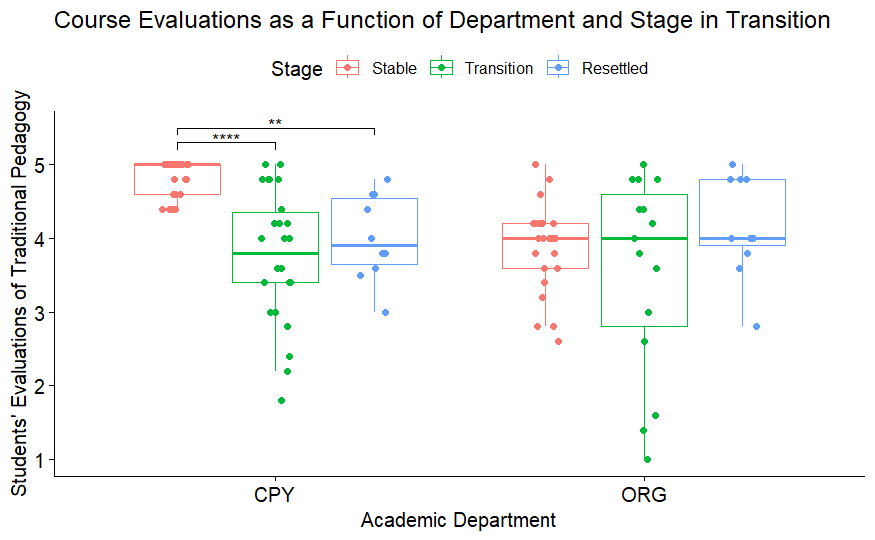 Course Evaluations as a Function of Department and Stage in Transition
Stage Stable Transition Resettled
Students' Evaluations of Traditional Pedagogy
**
****
5
4
3
2
1
CPY ORG
Academic Department